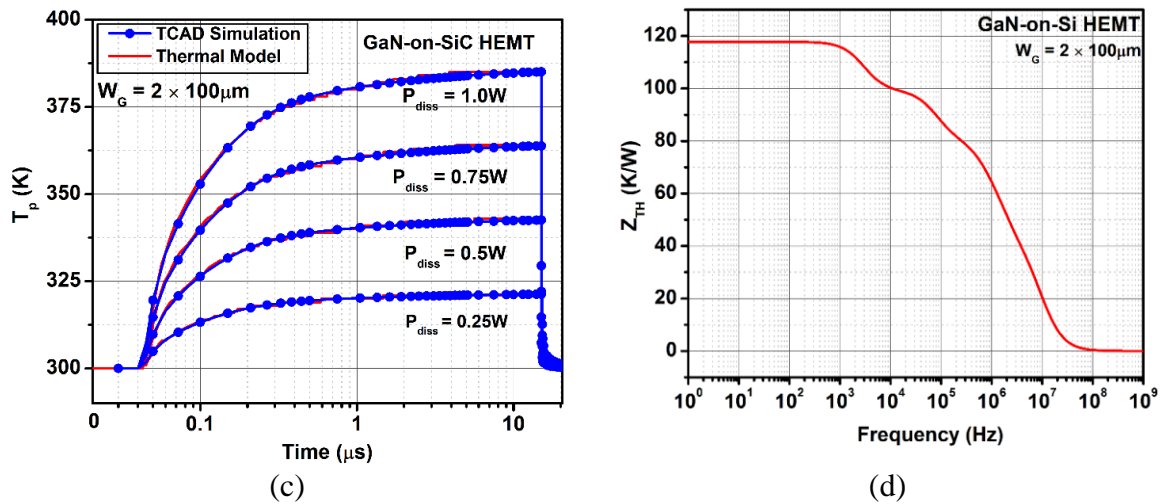 TCAD Simulation
Thermal Model
GaN-on-SiC HEMT
W_G = 2 × 100μm
P_diss = 1.0W
P_diss = 0.75W
P_diss = 0.5W
P_diss = 0.25W
400
375
350
325
300
T_p (K)
0 0.1 1 10
Time (μs)
(c)
GaN-on-Si HEMT
W_G = 2 × 100μm
120
100
80
60
40
20
0
Z_TH (K/W)
10^0 10^1 10^2 10^3 10^4 10^5 10^6 10^7 10^8 10^9
Frequency (Hz)
(d)